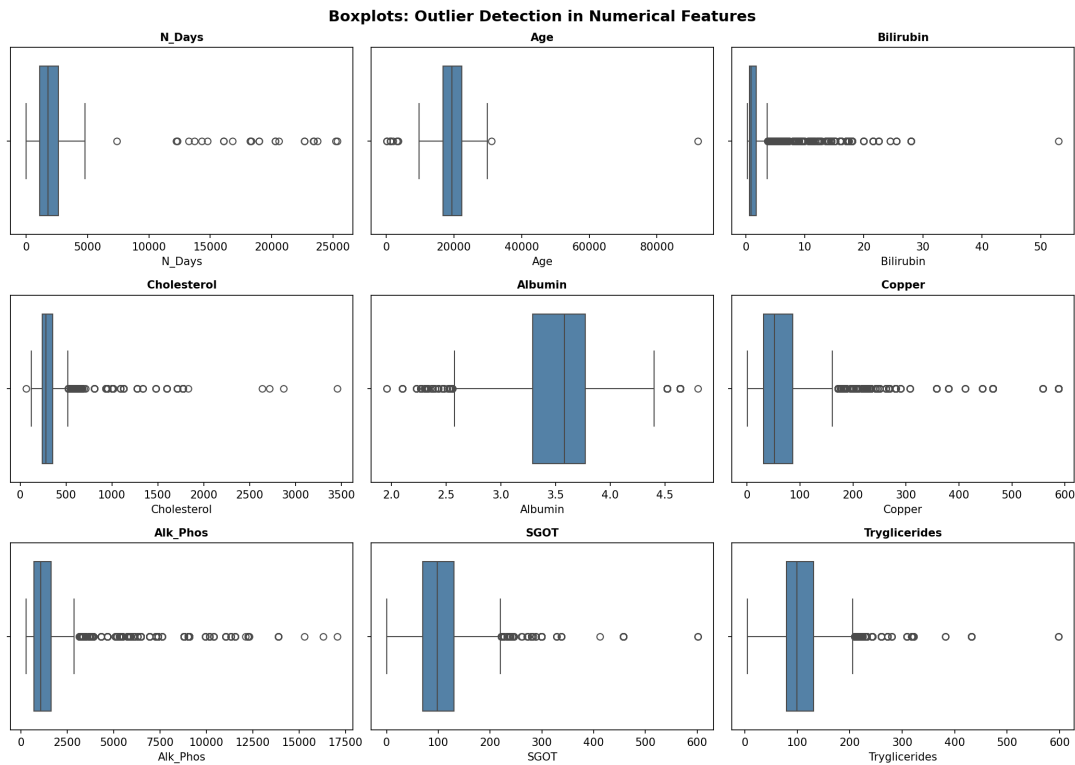 Boxplots: Outlier Detection in Numerical Features
N_Days Age Bilirubin
0 5000 10000 15000 20000 25000 0 20000 40000 60000 80000 0 10 20 30 40 50
N_Days Age Bilirubin
Cholesterol Albumin Copper
0 500 1000 1500 2000 2500 3000 3500 2.0 2.5 3.0 3.5 4.0 4.5 0 100 200 300 400 500 600
Cholesterol Albumin Copper
Alk_Phos SGOT Tryglicerides
0 2500 5000 7500 10000 12500 15000 17500 0 100 200 300 400 500 600 0 100 200 300 400 500 600
Alk_Phos SGOT Tryglicerides